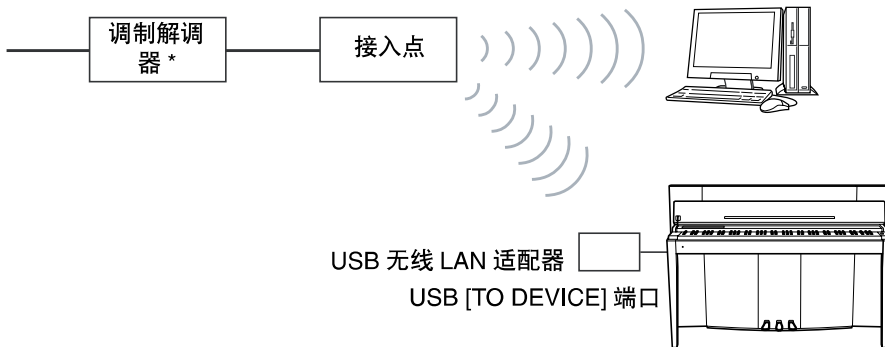 调制解调
器 *
接入点
USB 无线 LAN 适配器
USB [TO DEVICE] 端口